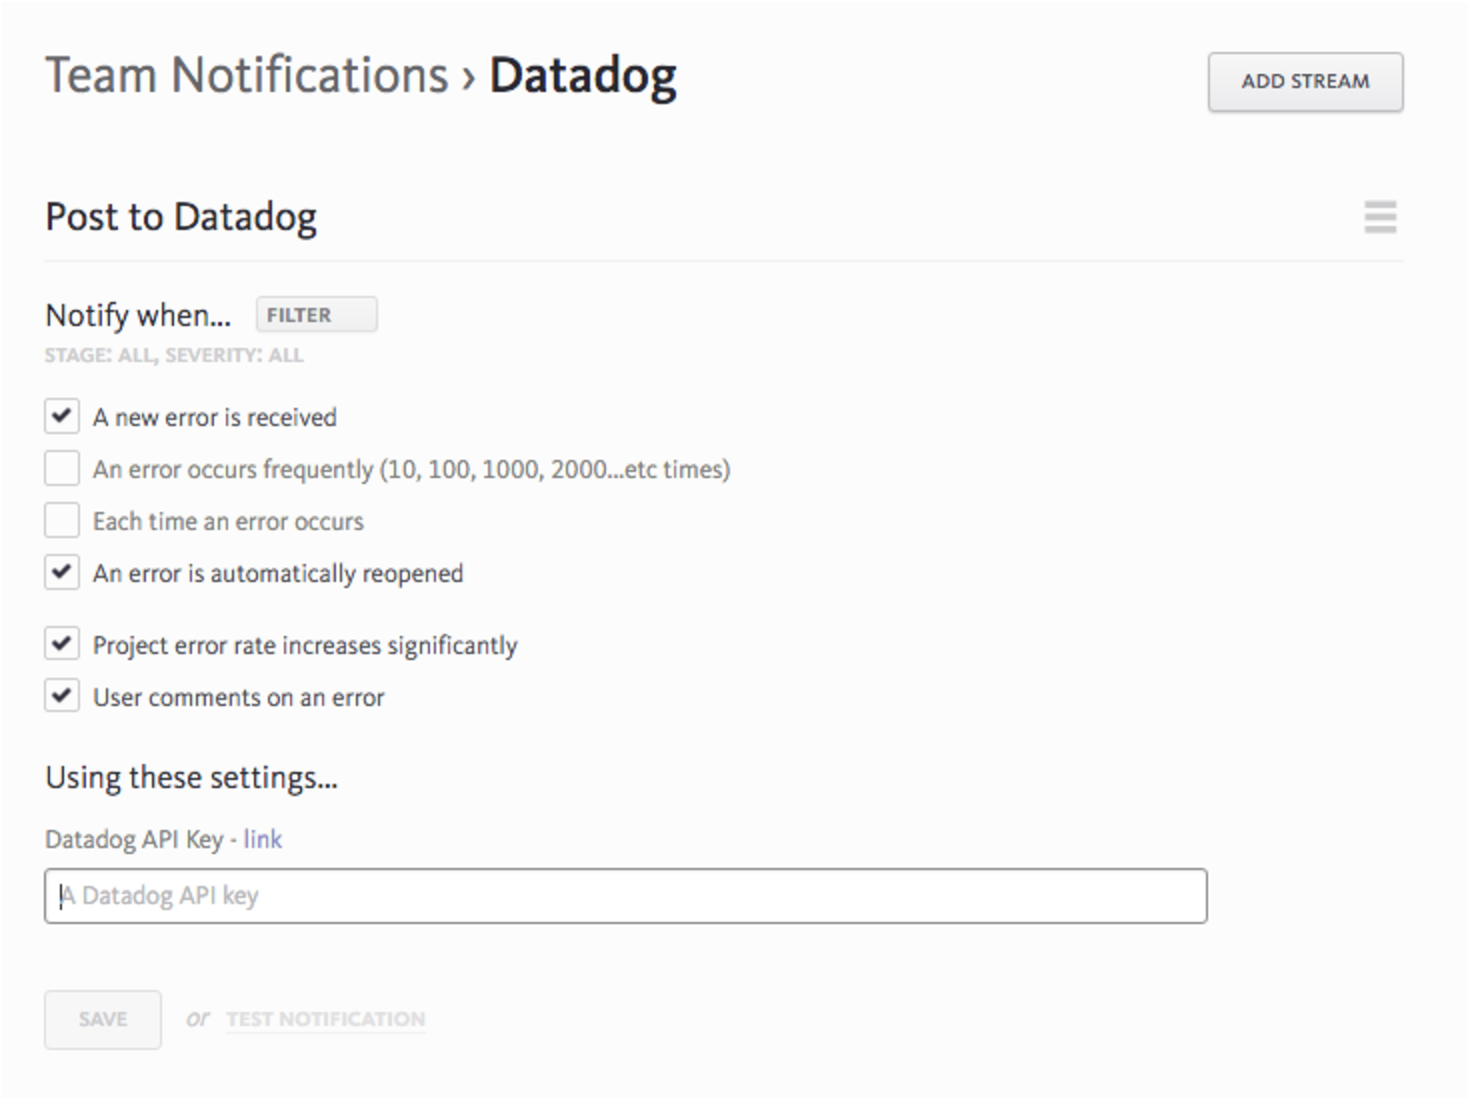 Team Notifications › Datadog
ADD STREAM
Post to Datadog
Notify when... FILTER
STAGE: ALL, SEVERITY: ALL
A new error is received
An error occurs frequently (10, 100, 1000, 2000...etc times)
Each time an error occurs
An error is automatically reopened
Project error rate increases significantly
User comments on an error
Using these settings...
Datadog API Key - link
A Datadog API key
SAVE or TEST NOTIFICATION